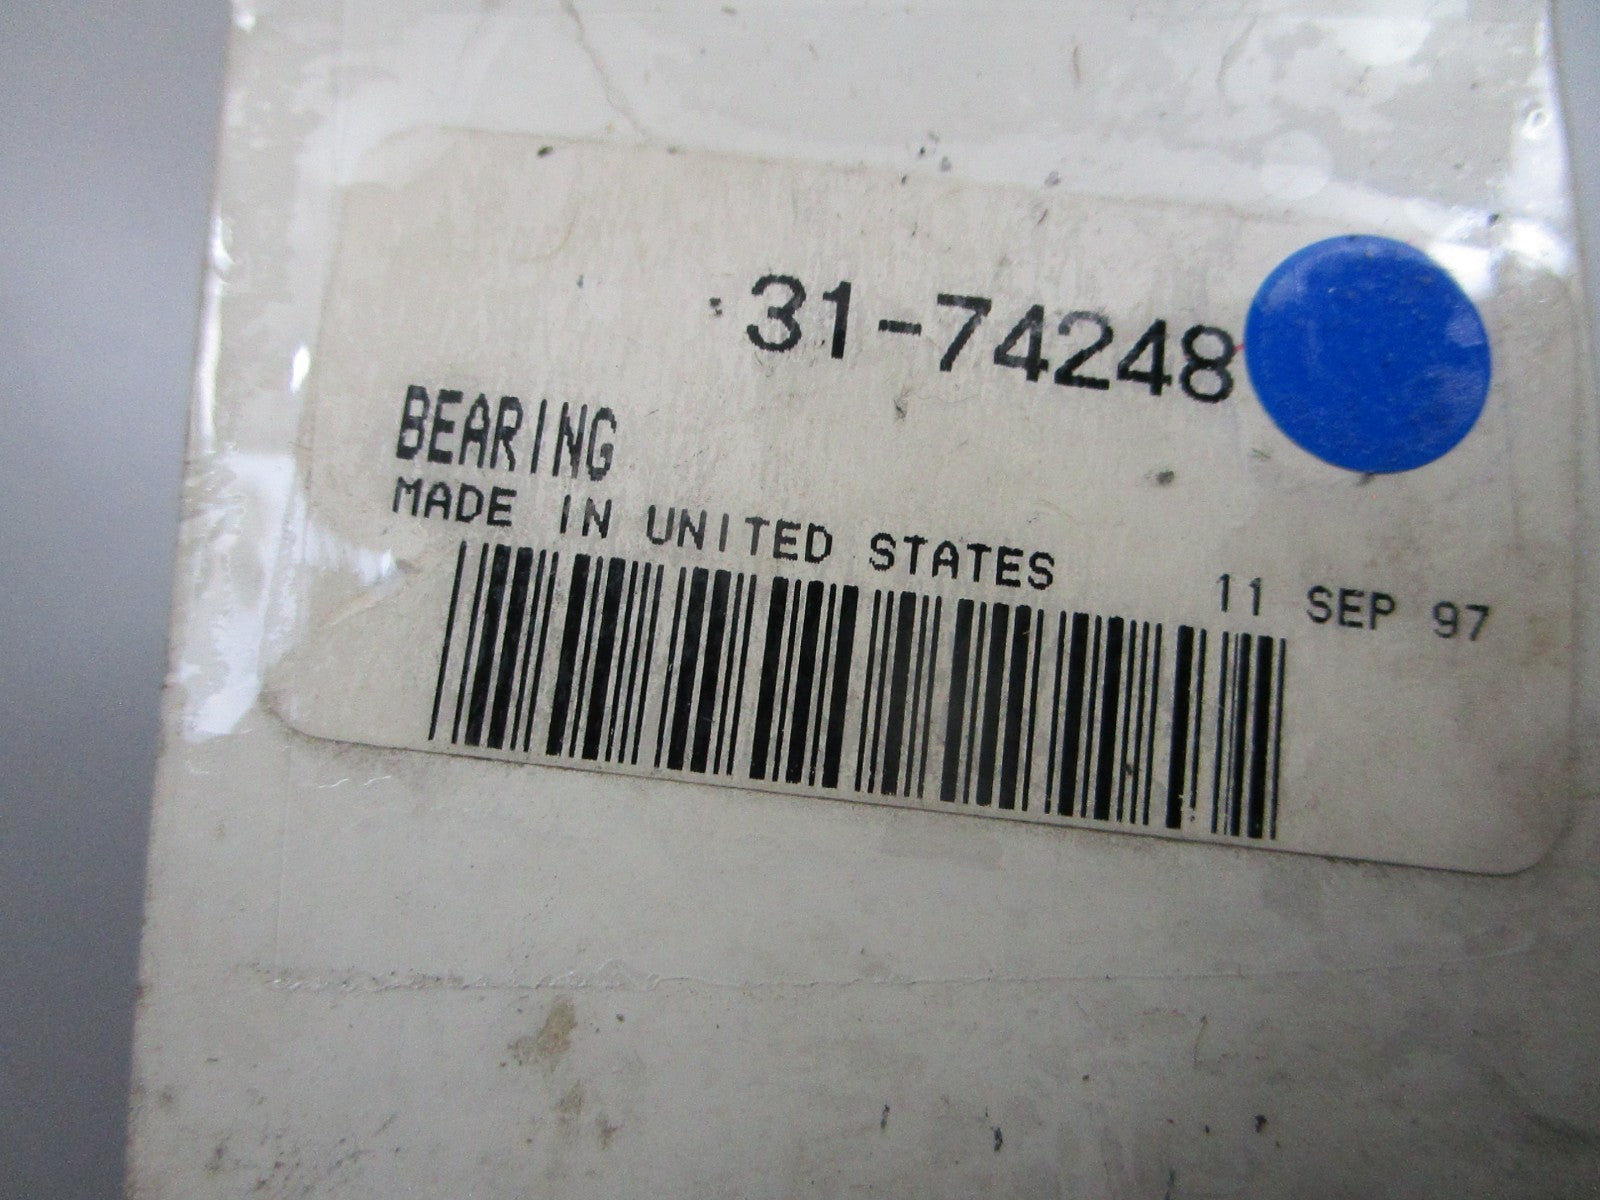 31-74248
BEARING
MADE IN UNITED STATES
11 SEP 97